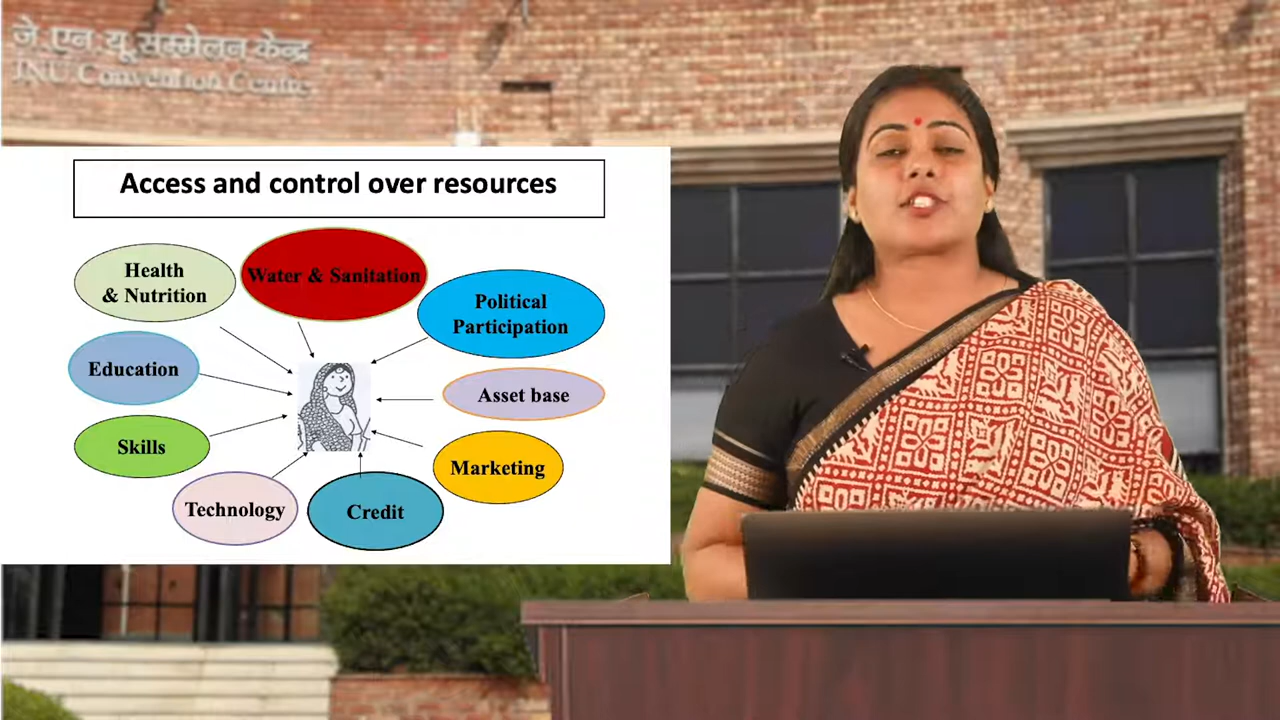 जे.एन.यू.सम्मेलन केन्द्र
JNU Convention Centre
Access and control over resources
Health
& Nutrition
Water & Sanitation
Political
Participation
Education
Asset base
Skills
Marketing
Technology
Credit